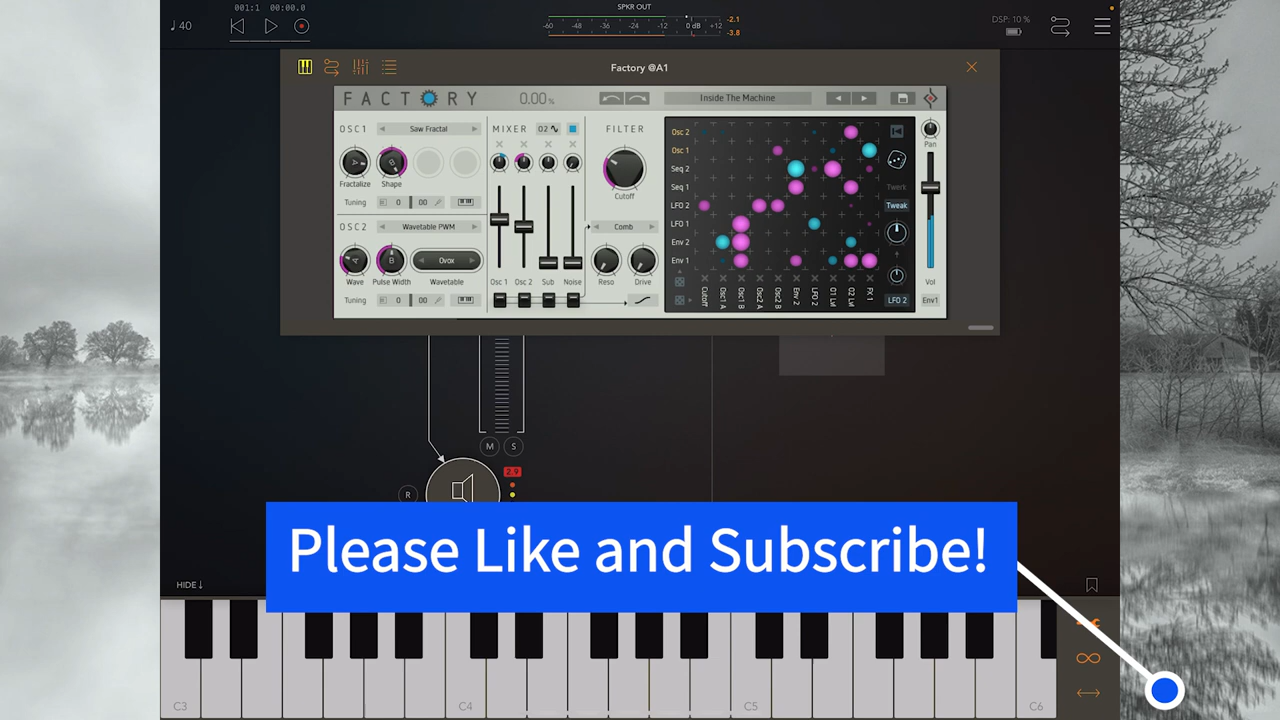 ♩40
001:1 00:00.0
SPKR OUT
-60 -48 -36 -24 -12 0 dB +12
-2.1
-3.8
DSP: 10 %
Factory @A1
FACTORY
0.00%
Inside The Machine
OSC1
Saw Fractal
A
B
Fractalize
Shape
Tuning
0
00
OSC2
Wavetable PWM
A
B
Ovox
Wave
Pulse Width
Wavetable
Tuning
0
00
MIXER
O2
Osc 1
Osc 2
Sub
Noise
FILTER
Cutoff
Comb
Reso
Drive
Osc 2
Osc 1
Seq 2
Seq 1
LFO 2
LFO 1
Env 2
Env 1
Cutoff
Osc1 A
Osc1 B
Osc2 A
Osc2 B
Env 2
LFO 2
O1 Lvl
O2 Lvl
FX 1
Twerk
Tweak
LFO 2
Pan
Vol
Env1
M
S
2.9
R
Please Like and Subscribe!
HIDE↓
C3
C4
C5
C6